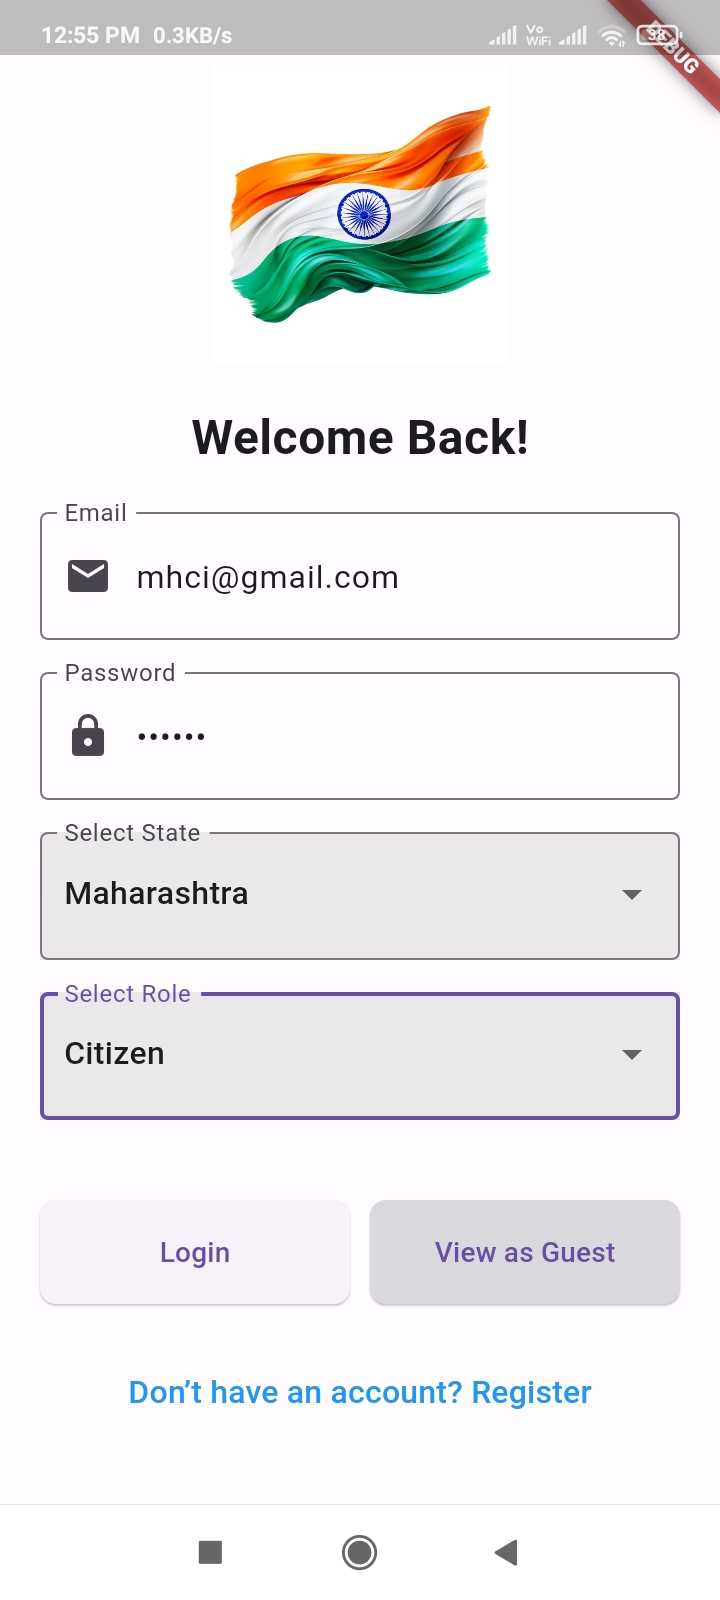 12:55 PM 0.3KB/s
Vo
WiFi
38
DEBUG
Welcome Back!
Email
mhci@gmail.com
Password
••••••
Select State
Maharashtra
Select Role
Citizen
Login View as Guest
Don’t have an account? Register